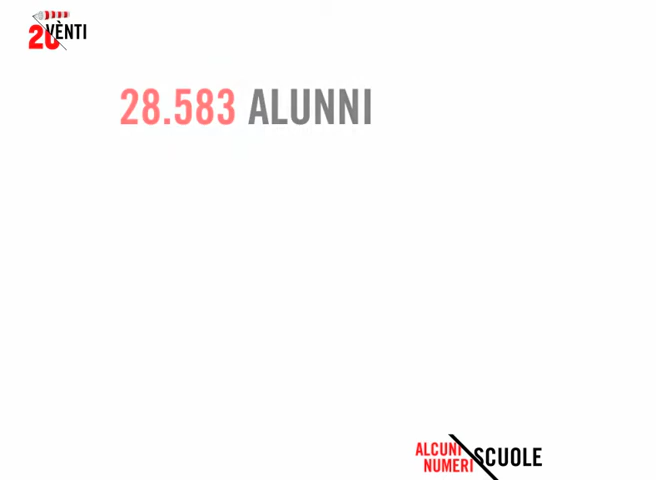 20 VÈNTI
28.583 ALUNNI
ALCUNI
NUMERI
SCUOLE